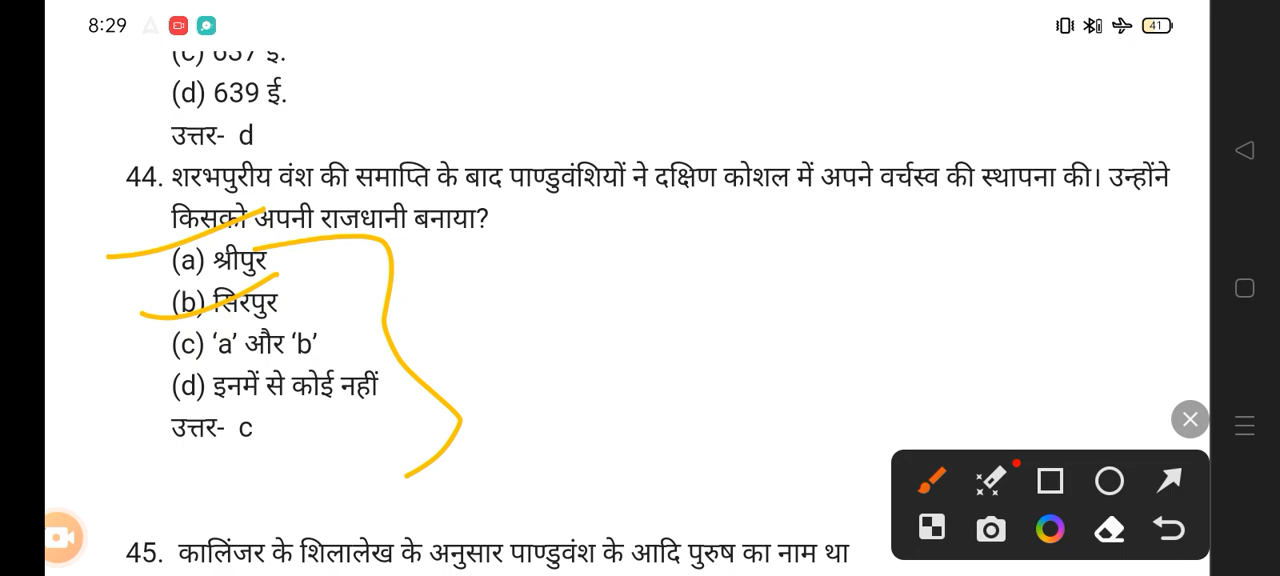 8:29
41
(d) 639 ई.
उत्तर- d
44. शरभपुरीय वंश की समाप्ति के बाद पाण्डुवंशियों ने दक्षिण कोशल में अपने वर्चस्व की स्थापना की। उन्होंने
किसको अपनी राजधानी बनाया?
(a) श्रीपुर
(b) सिरपुर
(c) ‘a’ और ‘b’
(d) इनमें से कोई नहीं
उत्तर- c
45. कालिंजर के शिलालेख के अनुसार पाण्डुवंश के आदि पुरुष का नाम था